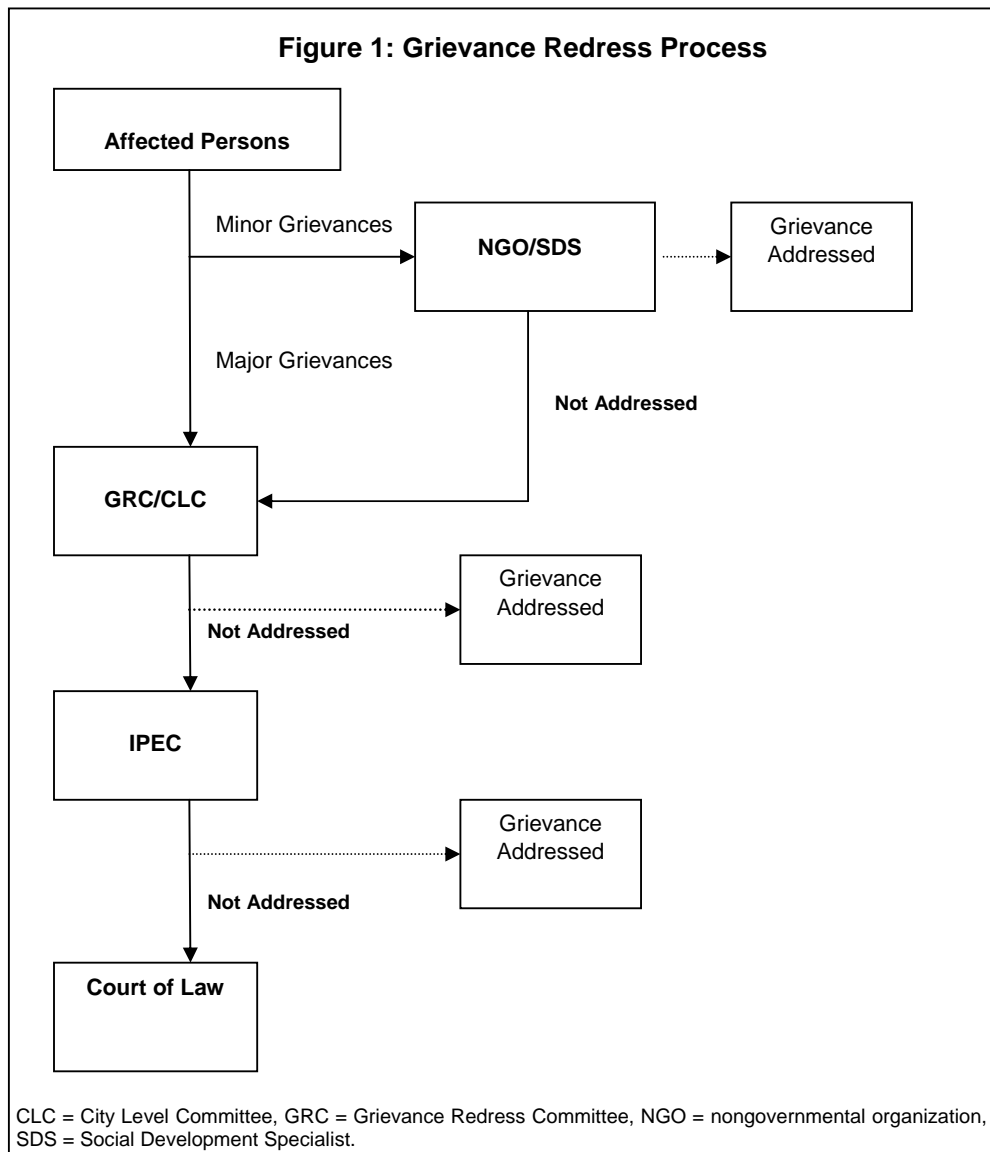 Figure 1: Grievance Redress Process
Affected Persons
Minor Grievances
NGO/SDS
Grievance
Addressed
Major Grievances
Not Addressed
GRC/CLC
Grievance
Addressed
Not Addressed
IPEC
Grievance
Addressed
Not Addressed
Court of Law
CLC = City Level Committee, GRC = Grievance Redress Committee, NGO = nongovernmental organization,
SDS = Social Development Specialist.